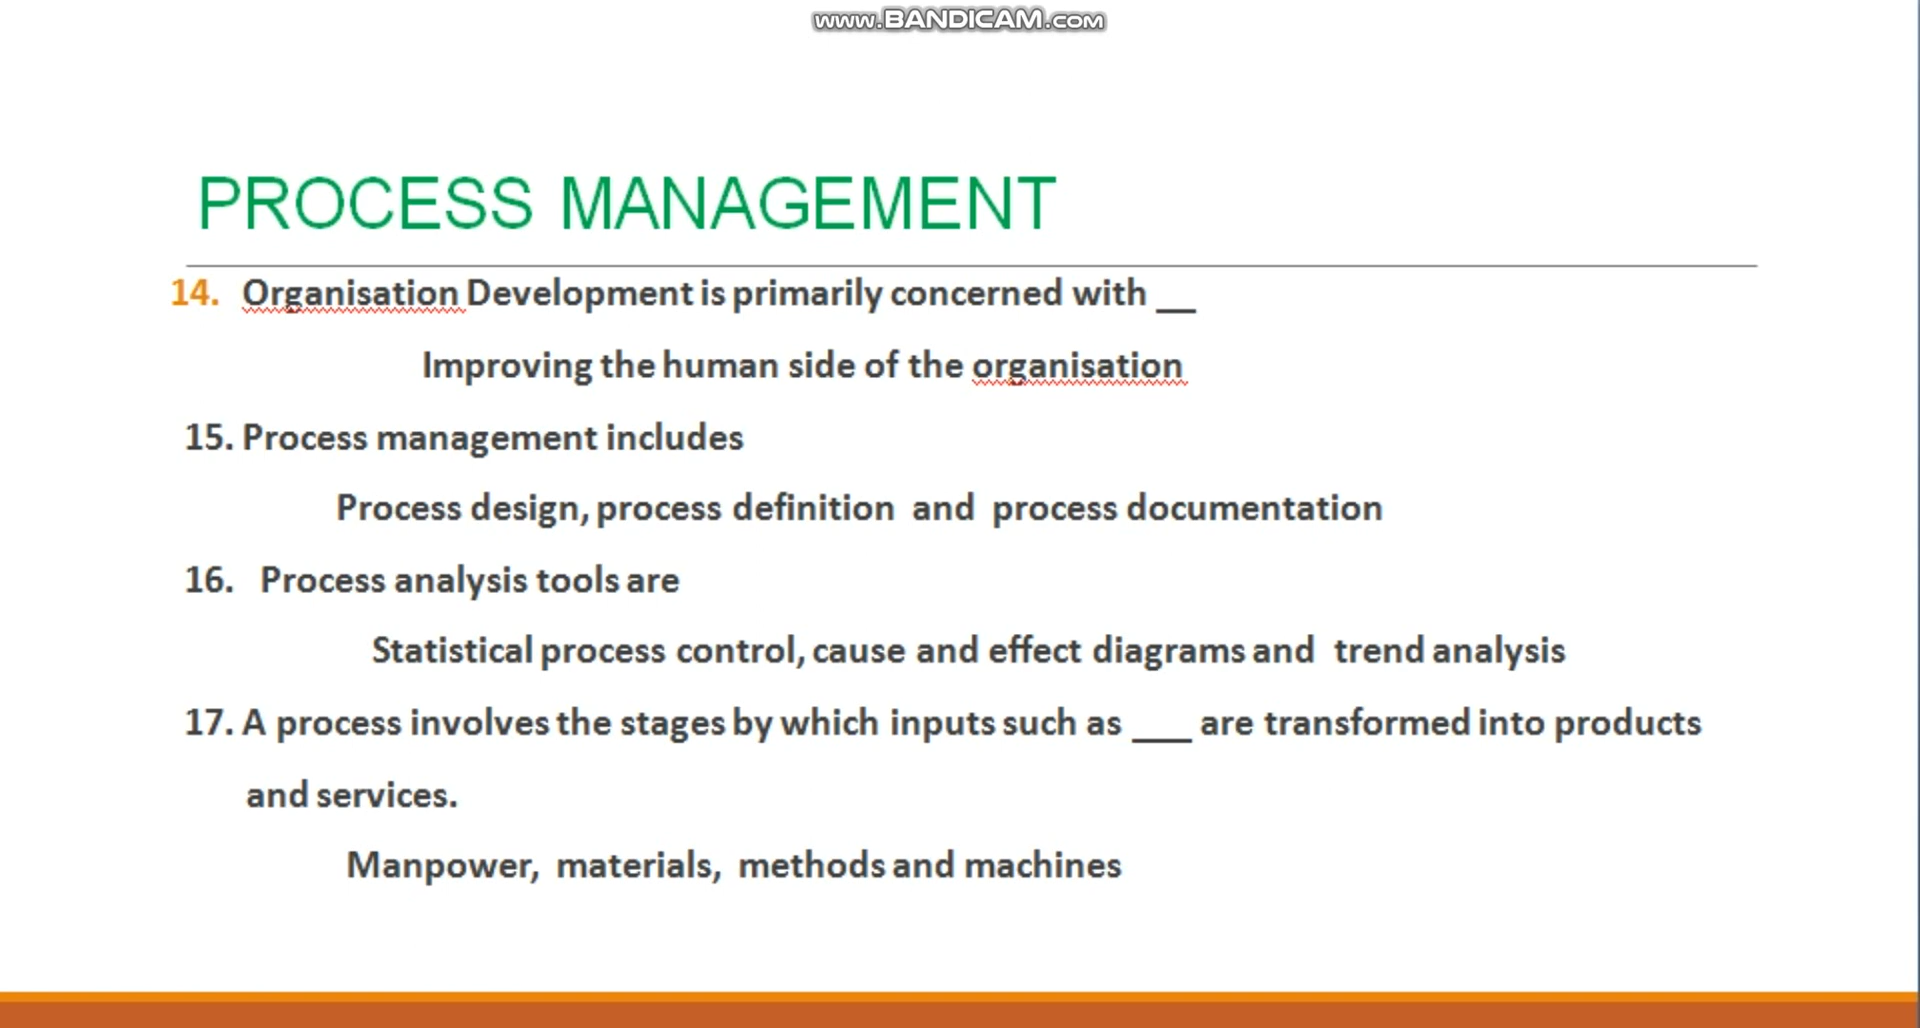 www.BANDICAM.com
PROCESS MANAGEMENT
14. Organisation Development is primarily concerned with __
Improving the human side of the organisation
15. Process management includes
Process design, process definition and process documentation
16. Process analysis tools are
Statistical process control, cause and effect diagrams and trend analysis
17. A process involves the stages by which inputs such as ___ are transformed into products
and services.
Manpower, materials, methods and machines